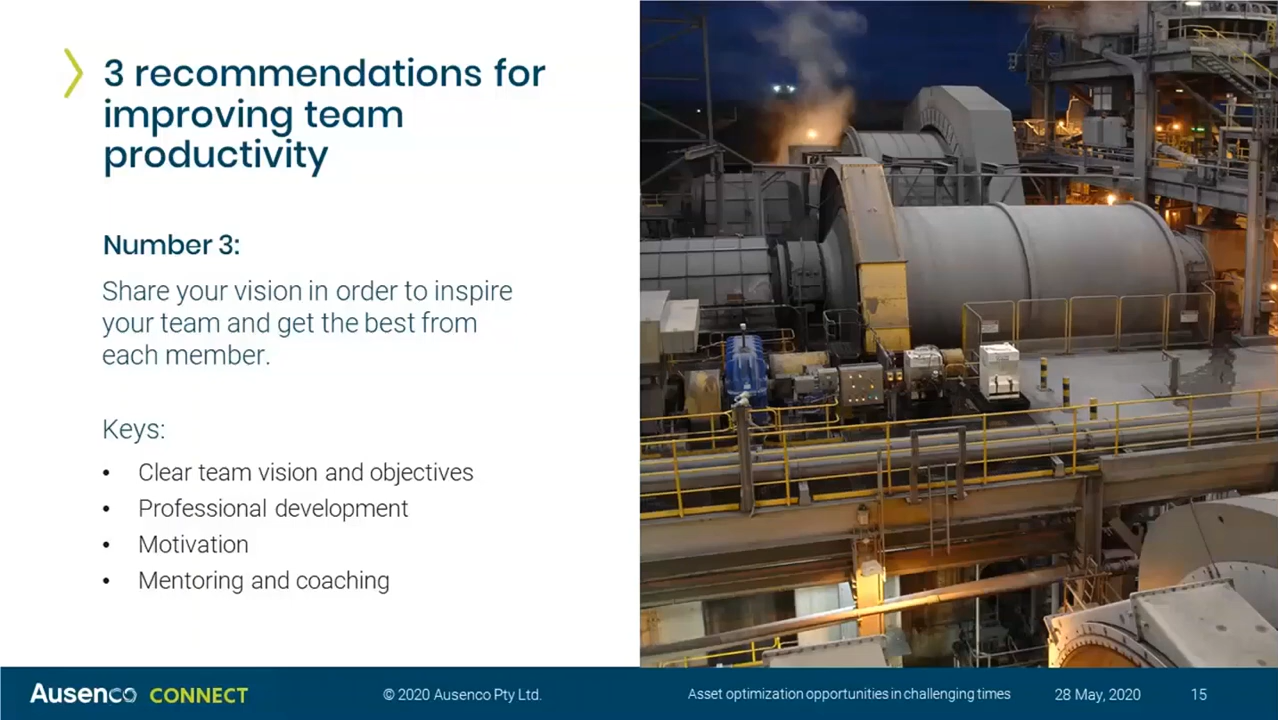 3 recommendations for
improving team
productivity
Number 3:
Share your vision in order to inspire
your team and get the best from
each member.
Keys:
• Clear team vision and objectives
• Professional development
• Motivation
• Mentoring and coaching
Ausenco CONNECT
© 2020 Ausenco Pty Ltd.
Asset optimization opportunities in challenging times
28 May, 2020
15